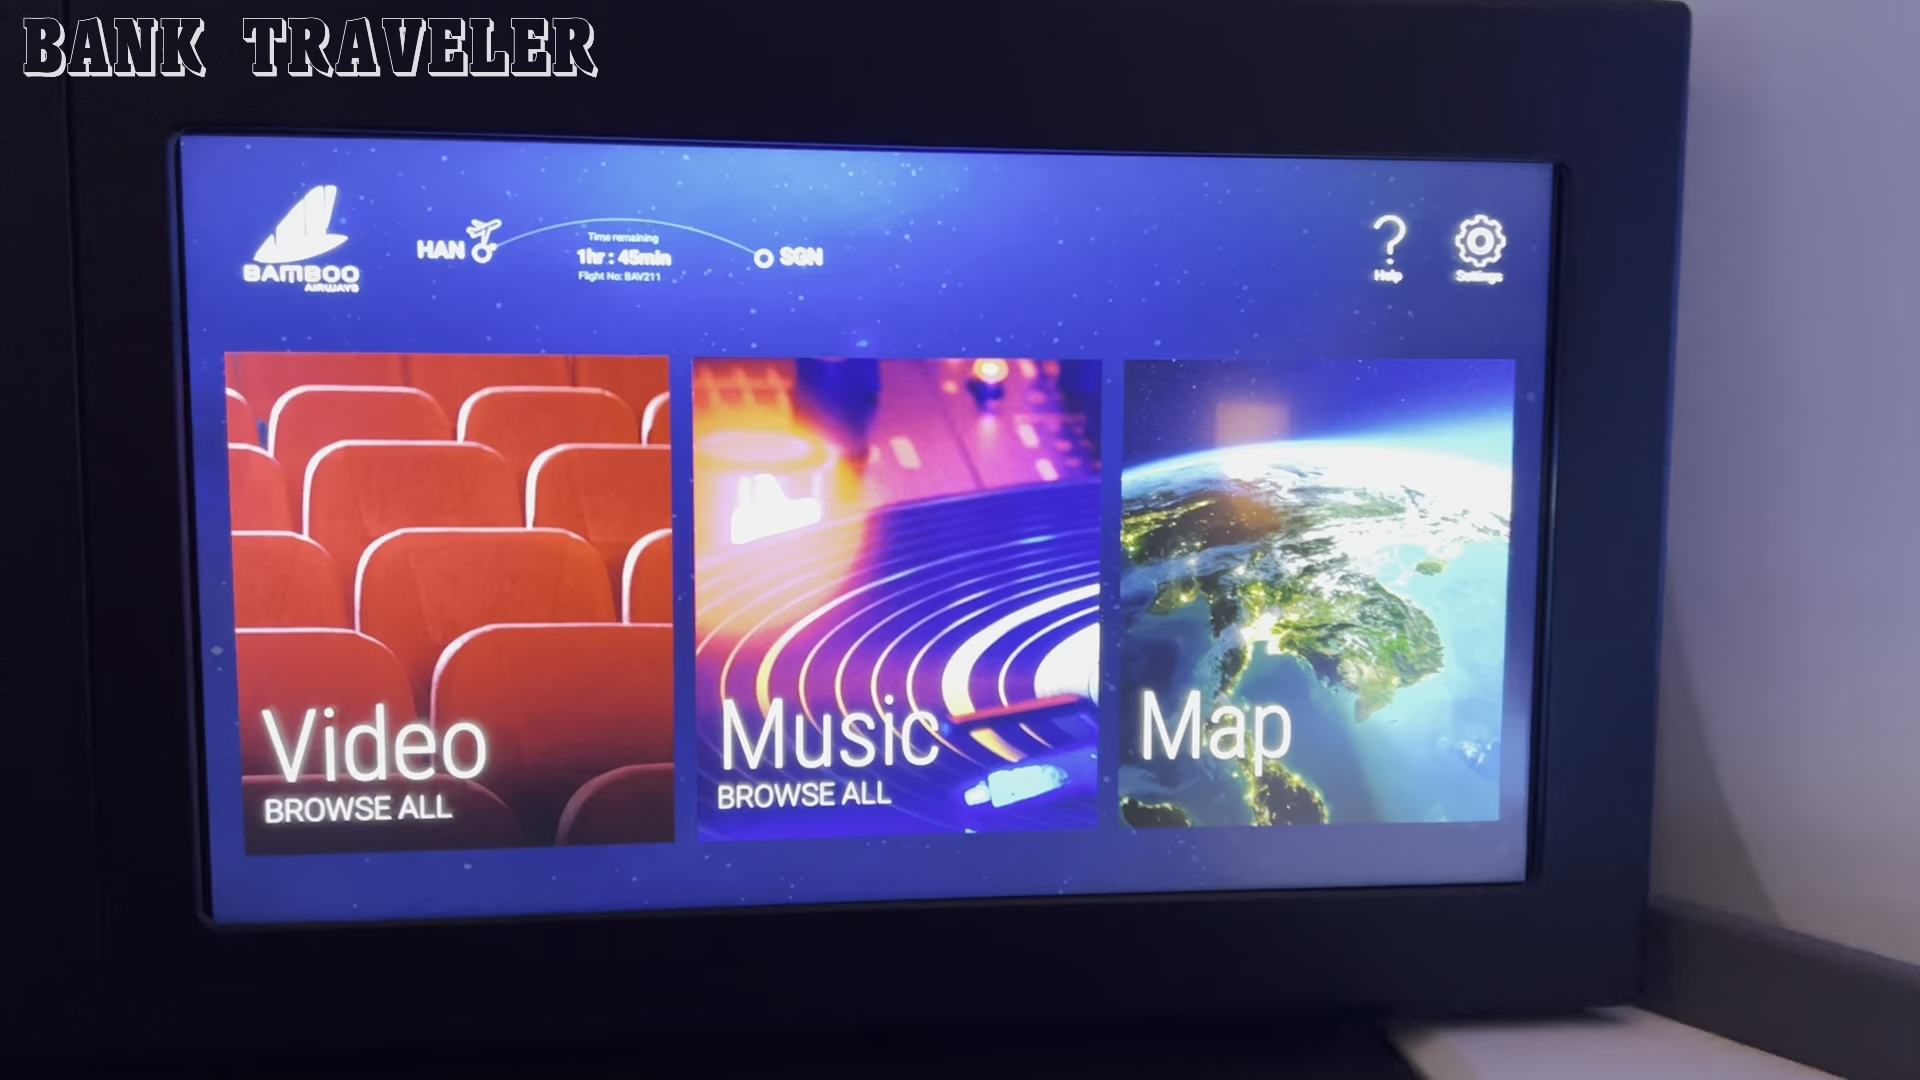 BANK TRAVELER
BAMBOO
AIRWAYS
HAN
Time remaining
1hr : 45min
Flight No: BAV211
SGN
Help
Settings
Video
BROWSE ALL
Music
BROWSE ALL
Map